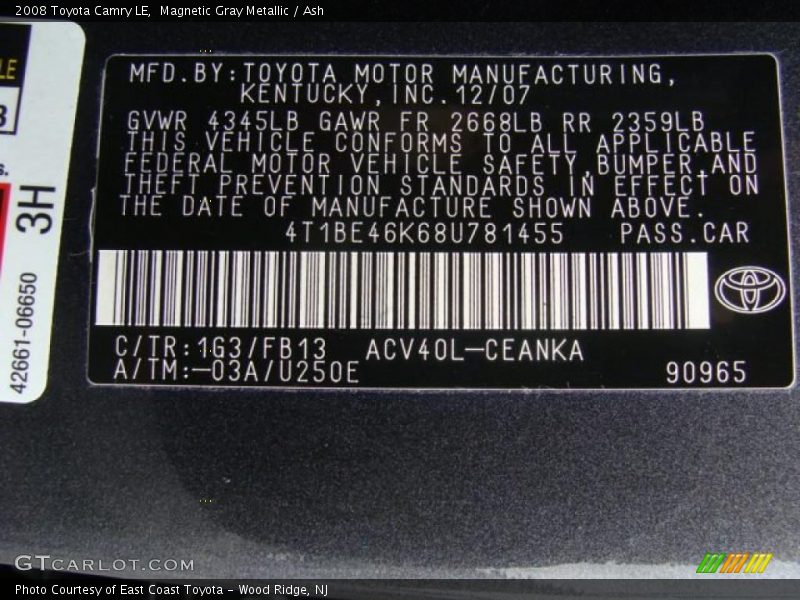 2008 Toyota Camry LE,  Magnetic Gray Metallic / Ash
LE
3
s.
3H
42661-06650
MFD.BY:TOYOTA MOTOR MANUFACTURING,
KENTUCKY,INC.12/07
GVWR 4345LB GAWR FR 2668LB RR 2359LB
THIS VEHICLE CONFORMS TO ALL APPLICABLE
FEDERAL MOTOR VEHICLE SAFETY,BUMPER,AND
THEFT PREVENTION STANDARDS IN EFFECT ON
THE DATE OF MANUFACTURE SHOWN ABOVE.
4T1BE46K68U781455 PASS.CAR
C/TR:1G3/FB13 ACV40L-CEANKA
A/TM:-03A/U250E 90965
GTCARLOT.COM
Photo Courtesy of East Coast Toyota – Wood Ridge, NJ